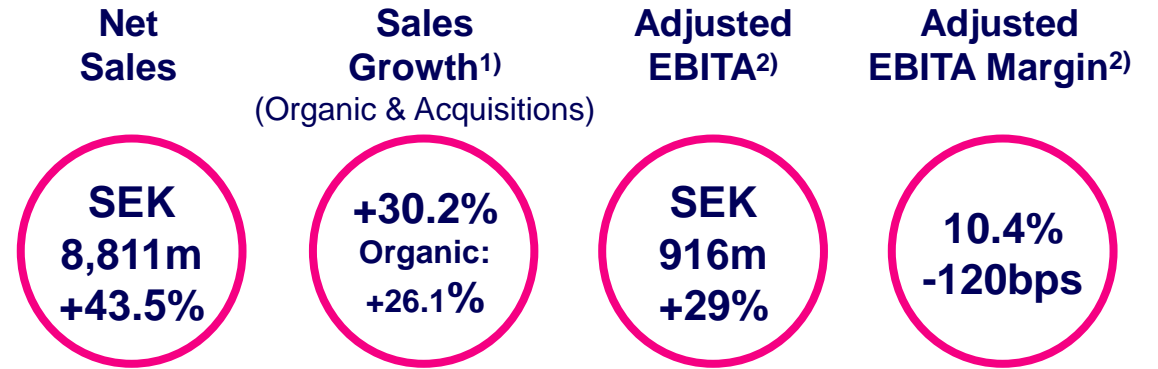 Net
Sales
Sales
Growth1)
(Organic & Acquisitions)
Adjusted
EBITA2)
Adjusted
EBITA Margin2)
SEK
8,811m
+43.5%
+30.2%
Organic:
+26.1%
SEK
916m
+29%
10.4%
-120bps